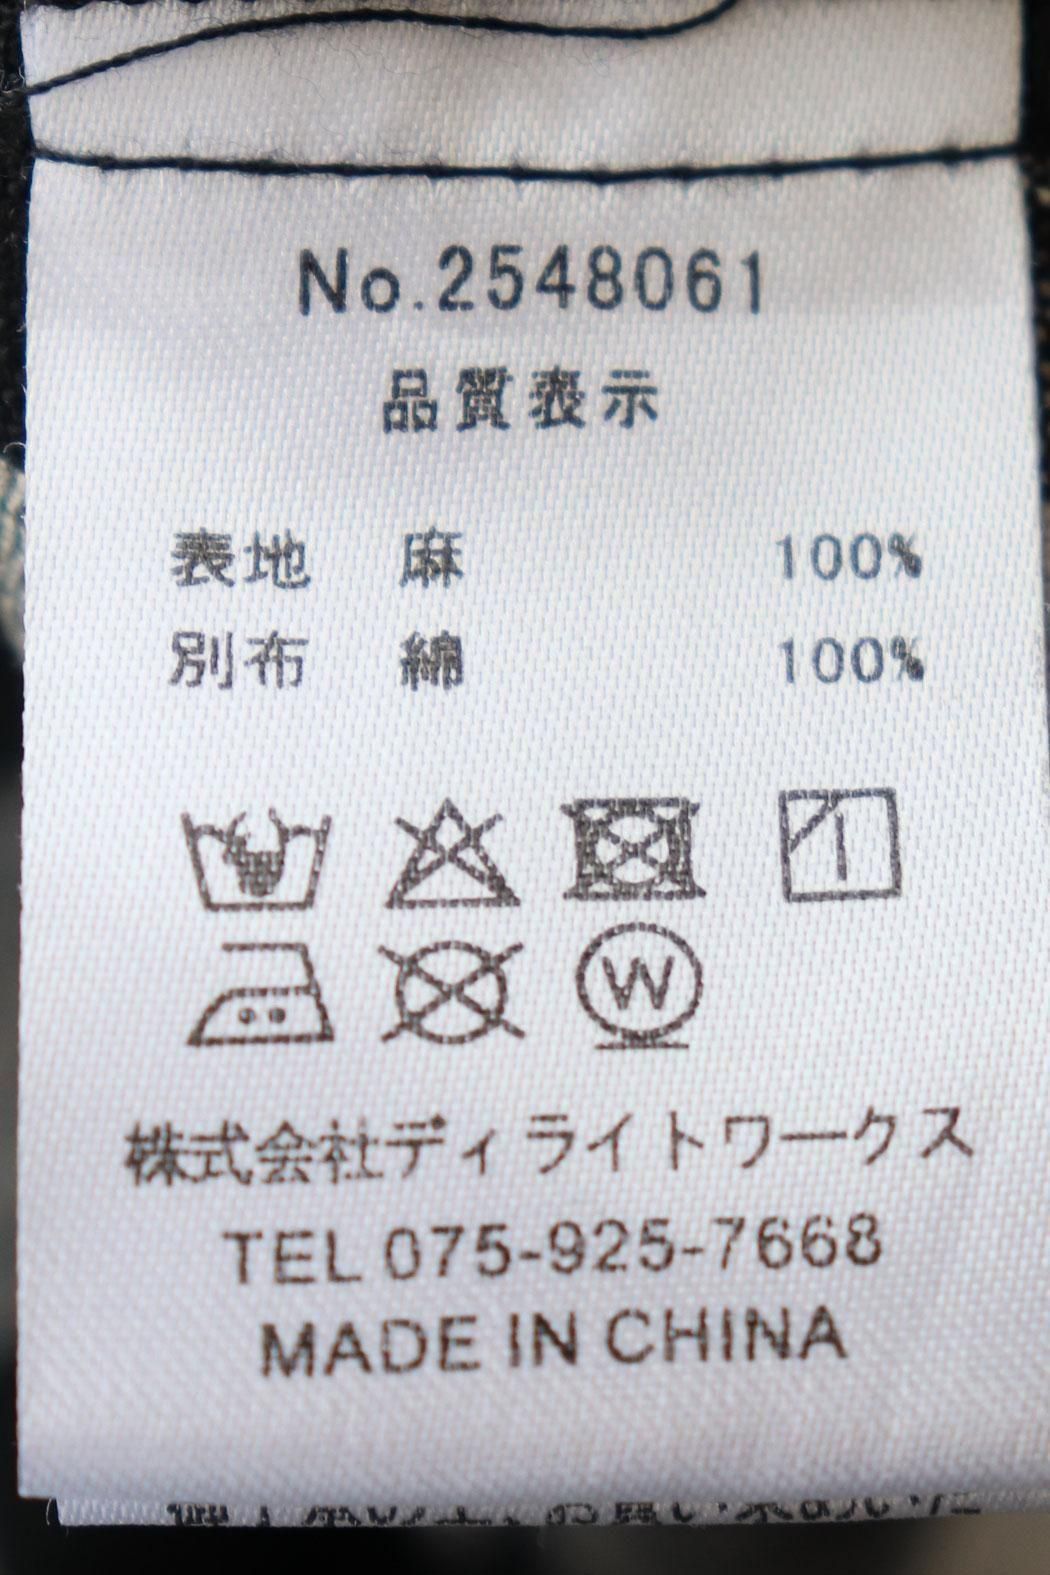 No.2548061
品質表示
表地 麻 100%
別布 綿 100%
W
株式会社ディライトワークス
TEL 075-925-7668
MADE IN CHINA